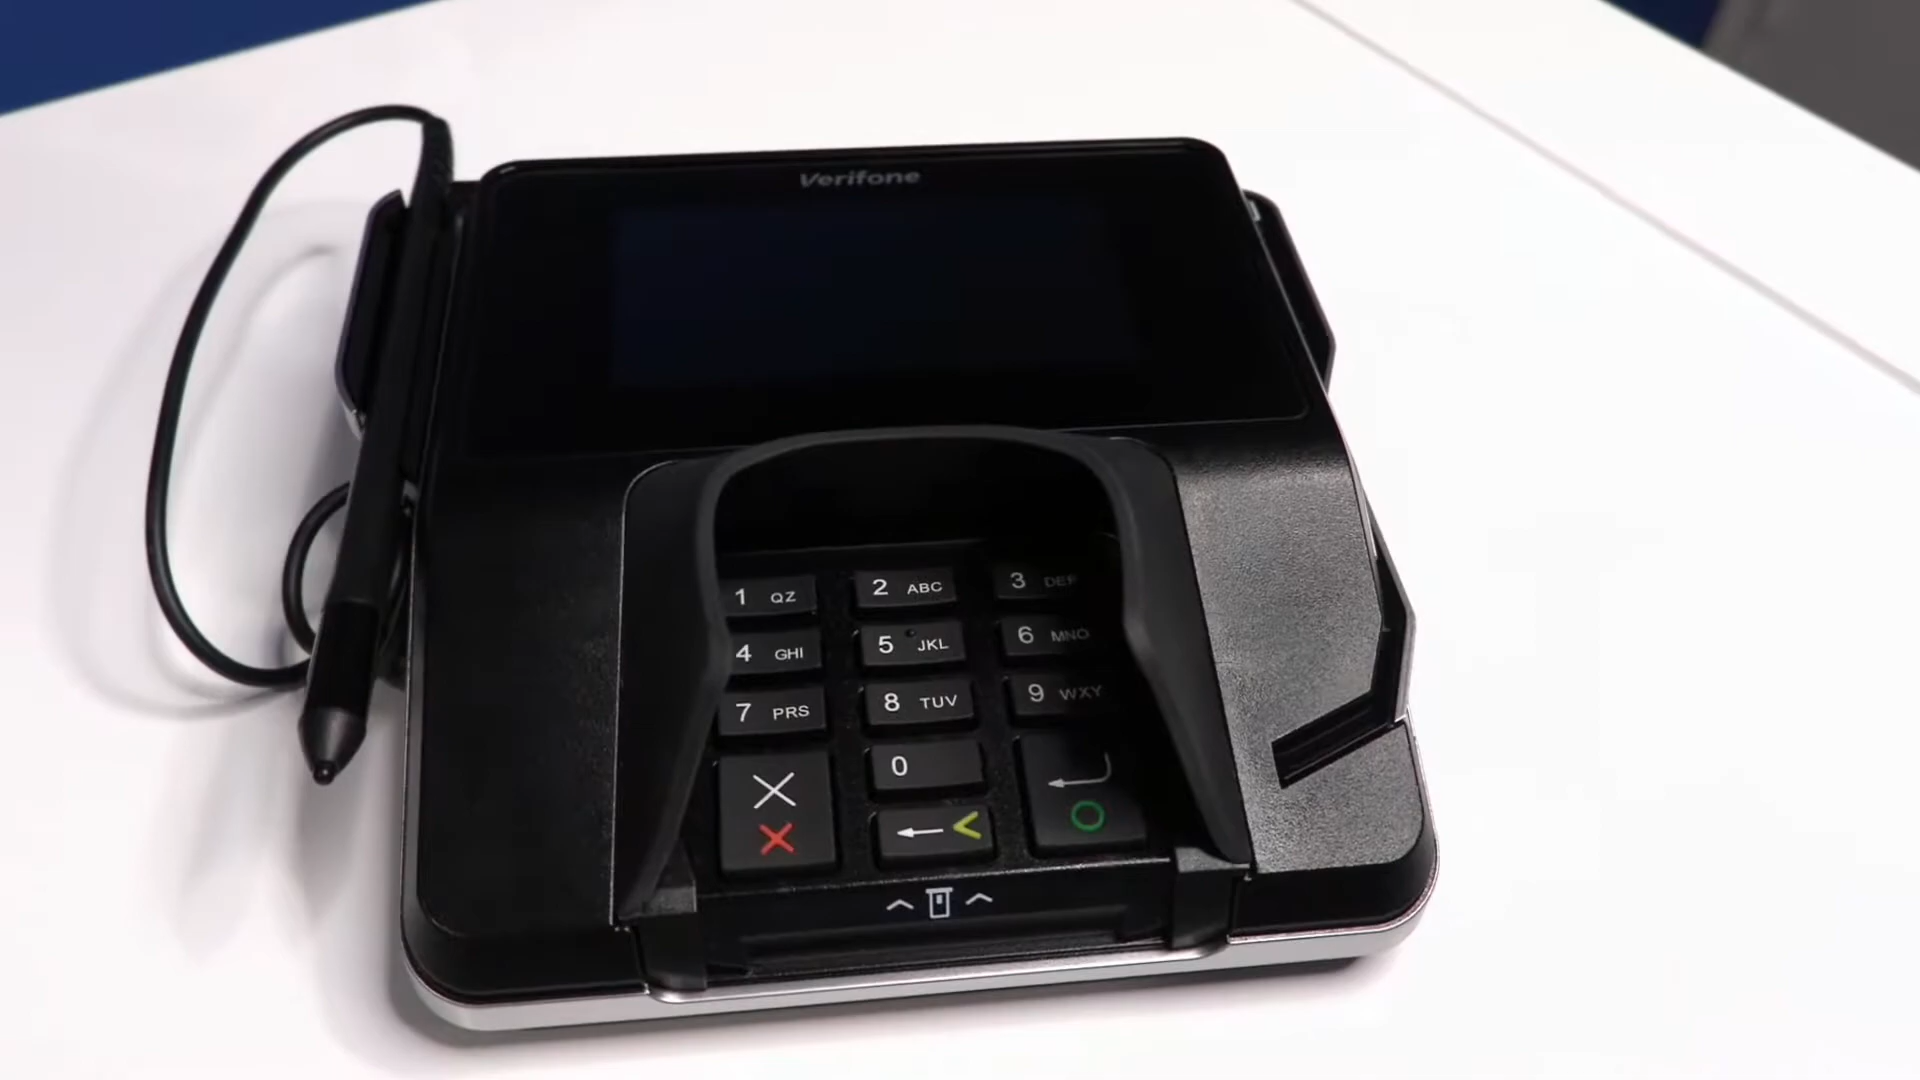 Verifone
1 QZ 2 ABC 3 DEF
4 GHI 5 JKL 6 MNO
7 PRS 8 TUV 9 WXY
0